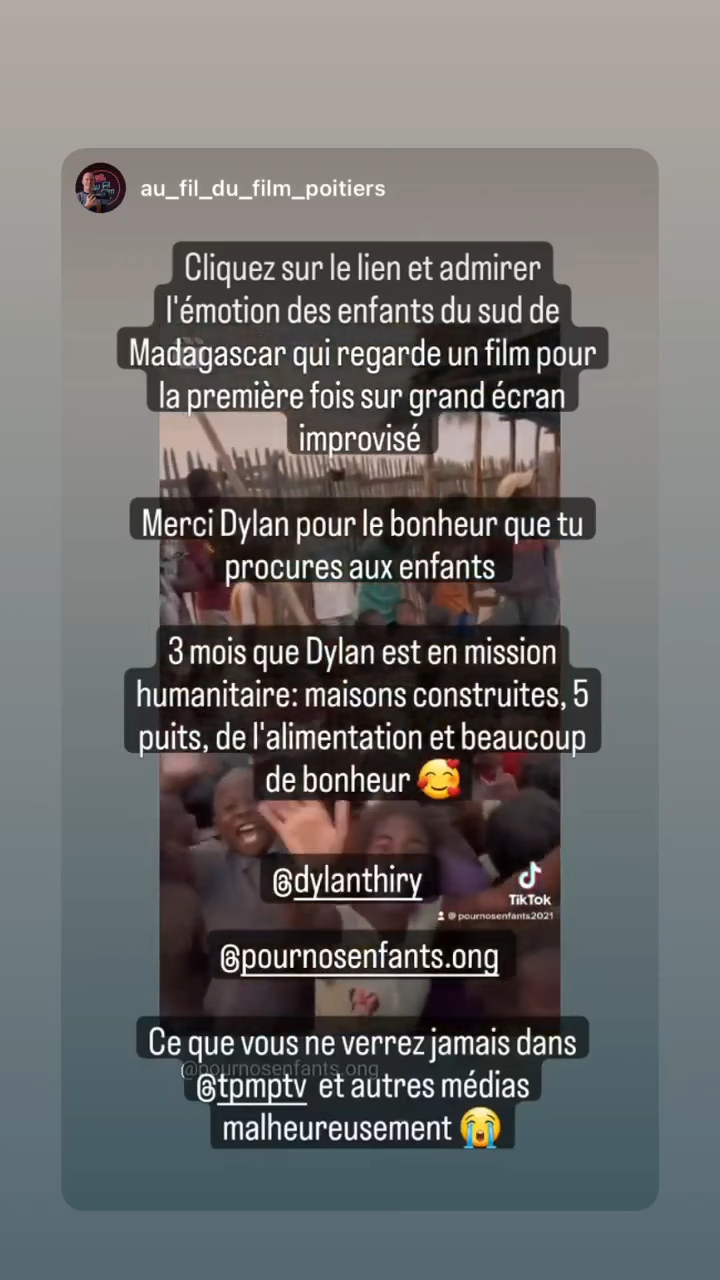 au_fil_du_film_poitiers
Cliquez sur le lien et admirer
l'émotion des enfants du sud de
Madagascar qui regarde un film pour
la première fois sur grand écran
improvisé
Merci Dylan pour le bonheur que tu
procures aux enfants
3 mois que Dylan est en mission
humanitaire: maisons construites, 5
puits, de l'alimentation et beaucoup
de bonheur 🥰
@dylanthiry
TikTok
@pournosenfants2021
@pournosenfants.ong
Ce que vous ne verrez jamais dans
@pournosenfants.ong
@tpmptv et autres médias
malheureusement 😭